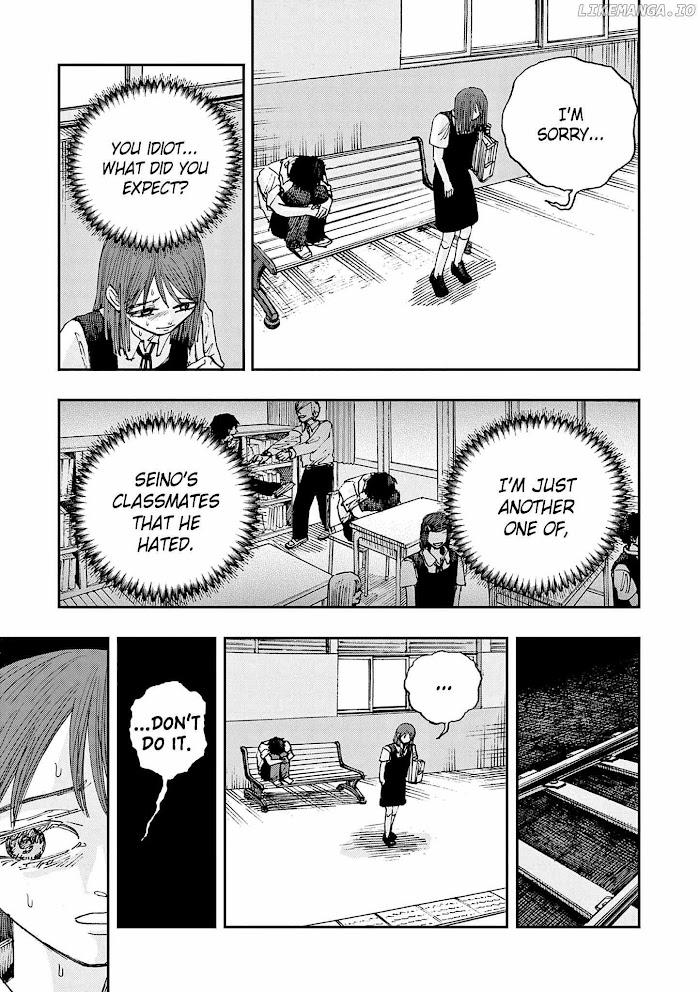 LIKEMANGA.IO
I'M
SORRY...
YOU IDIOT...
WHAT DID YOU
EXPECT?
I'M JUST
ANOTHER
ONE OF,
SEINO'S
CLASSMATES
THAT HE
HATED.
...
...DON'T
DO IT.